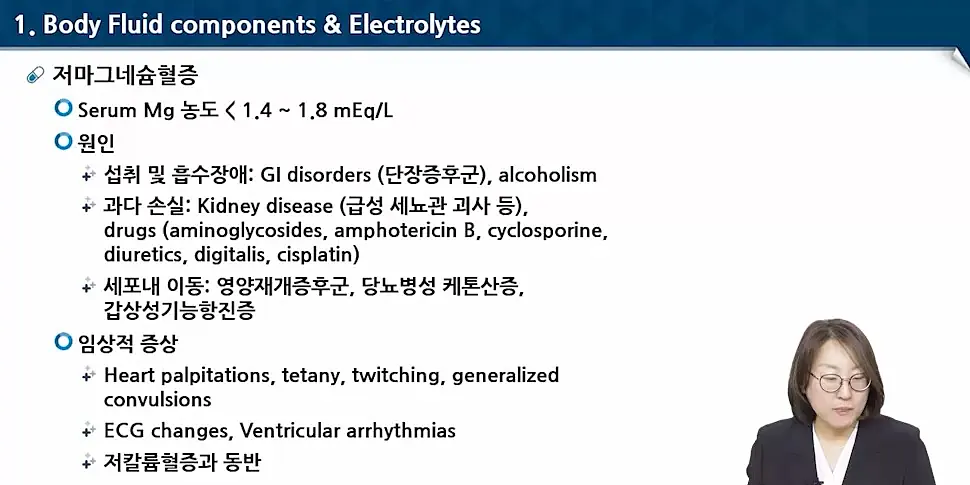 1. Body Fluid components & Electrolytes
저마그네슘혈증
Serum Mg 농도 < 1.4 ~ 1.8 mEq/L
원인
섭취 및 흡수장애: GI disorders (단장증후군), alcoholism
과다 손실: Kidney disease (급성 세뇨관 괴사 등),
drugs (aminoglycosides, amphotericin B, cyclosporine,
diuretics, digitalis, cisplatin)
세포내 이동: 영양재개증후군, 당뇨병성 케톤산증,
갑상성기능항진증
임상적 증상
Heart palpitations, tetany, twitching, generalized
convulsions
ECG changes, Ventricular arrhythmias
저칼륨혈증과 동반